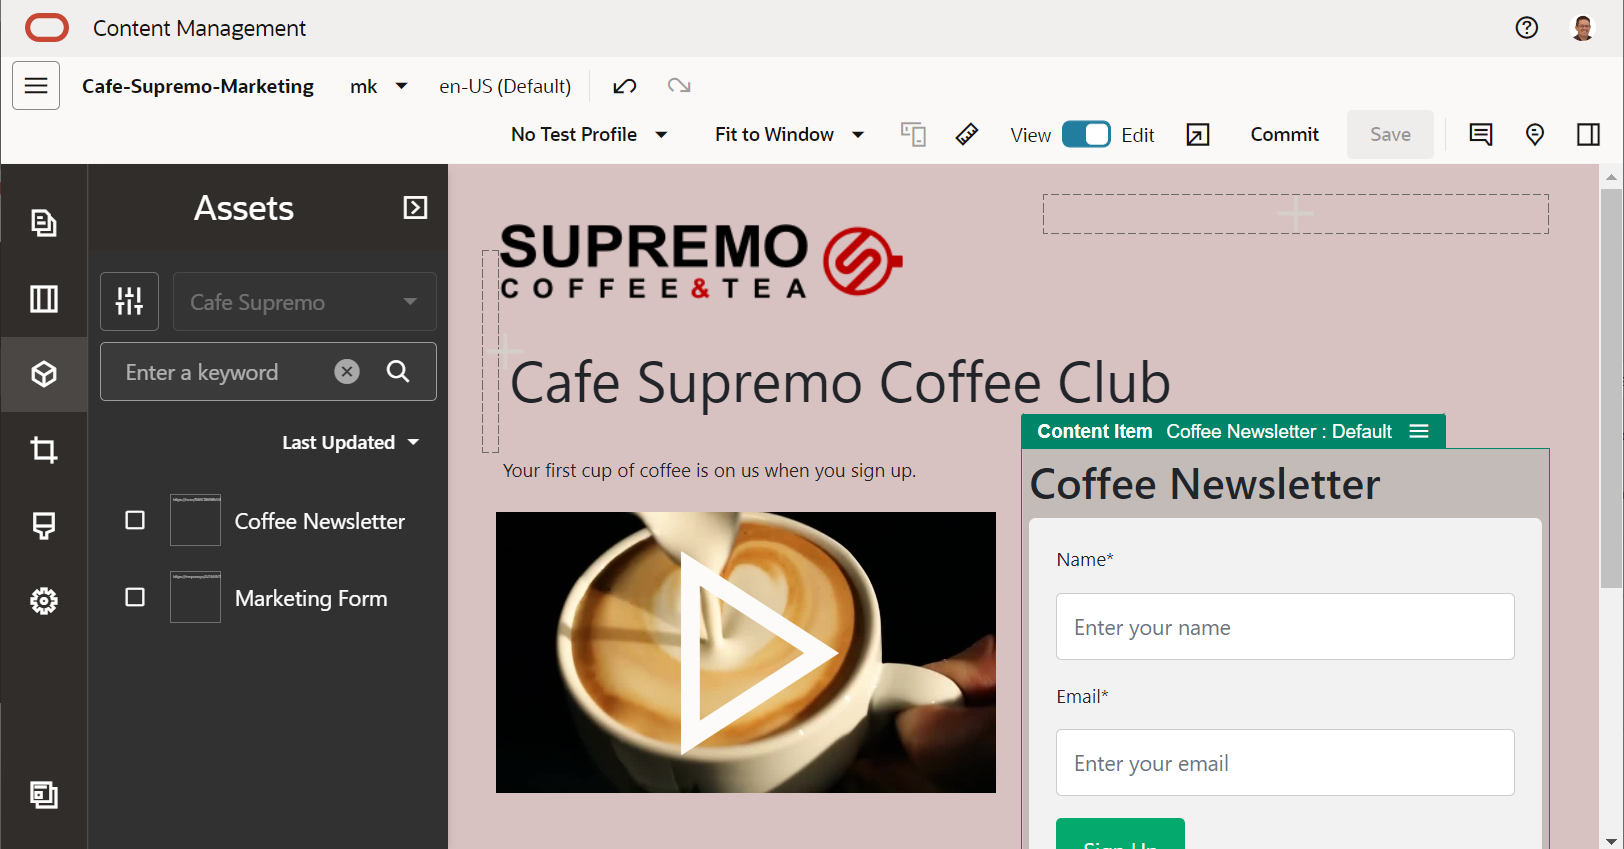 Content Management
Cafe-Supremo-Marketing mk en-US (Default)
No Test Profile Fit to Window View Edit Commit Save
Assets
Cafe Supremo
Enter a keyword
Last Updated
Coffee Newsletter
Marketing Form
SUPREMO
COFFEE&TEA
Cafe Supremo Coffee Club
Your first cup of coffee is on us when you sign up.
Content Item Coffee Newsletter : Default
Coffee Newsletter
Name*
Enter your name
Email*
Enter your email
Sign Up